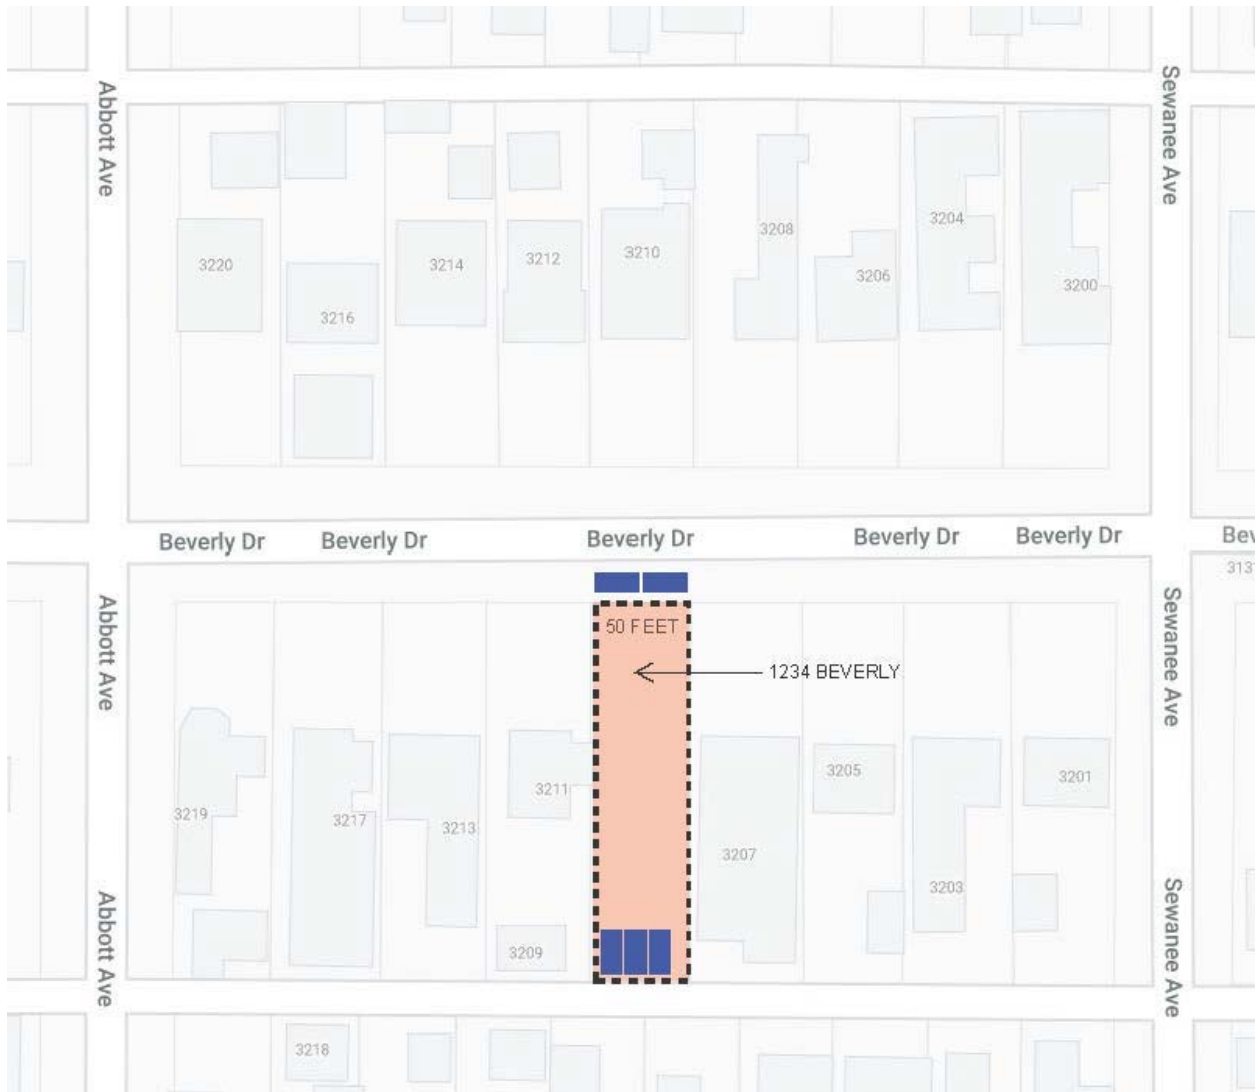 Abbott Ave
Sewanee Ave
3220
3216
3214
3212
3210
3208
3206
3204
3200
Beverly Dr
Beverly Dr
Beverly Dr
Beverly Dr
Beverly Dr
Bev
313
Abbott Ave
Sewanee Ave
50 FEET
1234 BEVERLY
3219
3217
3213
3211
3209
3207
3205
3203
3201
Abbott Ave
Sewanee Ave
3218